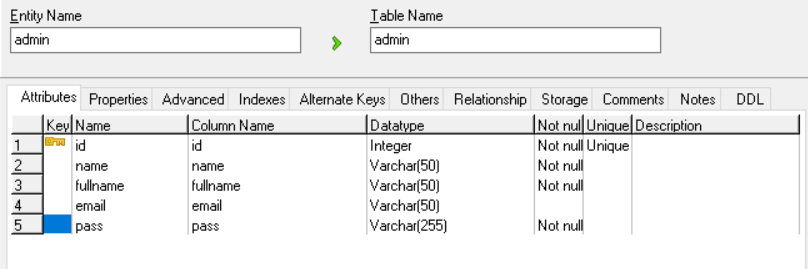 Entity Name Table Name
admin admin
Attributes Properties Advanced Indexes Alternate Keys Others Relationship Storage Comments Notes DDL
Key Name Column Name Datatype Not nul Unique Description
1 id id Integer Not null Unique
2 name name Varchar(50) Not null
3 fullname fullname Varchar(50) Not null
4 email email Varchar(50)
5 pass pass Varchar(255) Not null